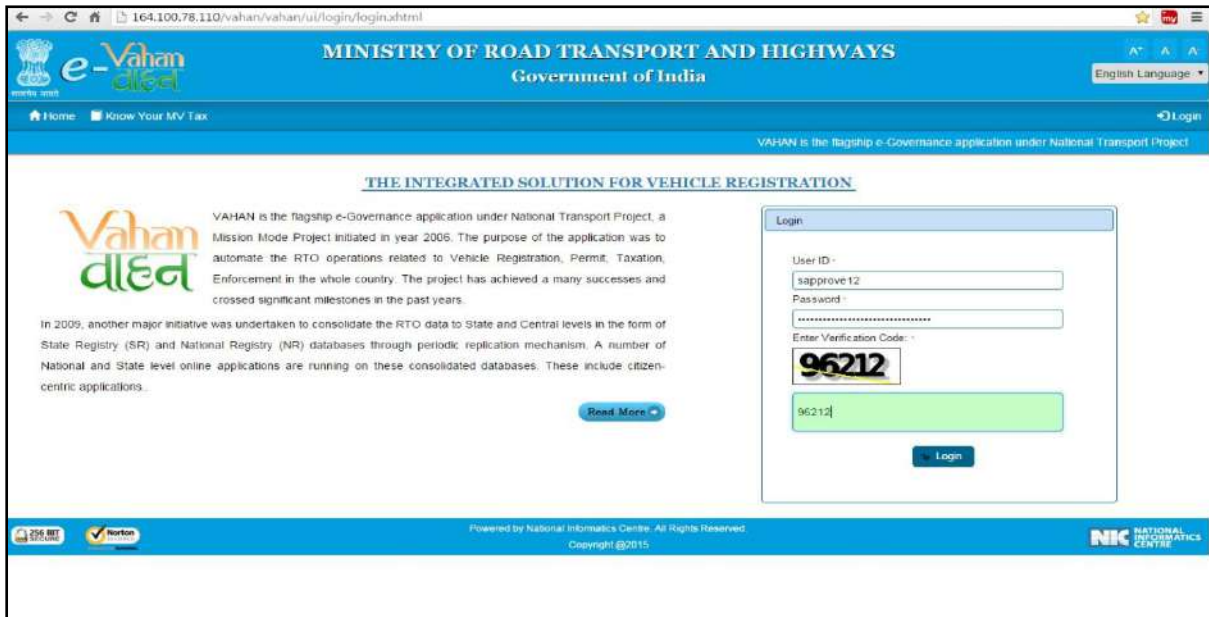 164.100.78.110/vahan/vahan/ui/login/login.xhtml
my
e-Vahan
वाहन
MINISTRY OF ROAD TRANSPORT AND HIGHWAYS
Government of India
A+ A A-
English Language
Home Know Your MV Tax
Login
VAHAN is the flagship e-Governance application under National Transport Project
THE INTEGRATED SOLUTION FOR VEHICLE REGISTRATION
Vahan
वाहन
VAHAN is the flagship e-Governance application under National Transport Project, a
Mission Mode Project initiated in year 2006. The purpose of the application was to
automate the RTO operations related to Vehicle Registration, Permit, Taxation,
Enforcement in the whole country. The project has achieved a many successes and
crossed significant milestones in the past years.
In 2009, another major initiative was undertaken to consolidate the RTO data to State and Central levels in the form of
State Registry (SR) and National Registry (NR) databases through periodic replication mechanism. A number of
National and State level online applications are running on these consolidated databases. These include citizen-
centric applications..
Read More
Login
User ID
sapprove12
Password
Enter Verification Code:
96212
96212
Login
256 BIT
SECURE
Norton
Powered by National Informatics Centre. All Rights Reserved.
Copyright @2015
NIC NATIONAL
INFORMATICS
CENTRE